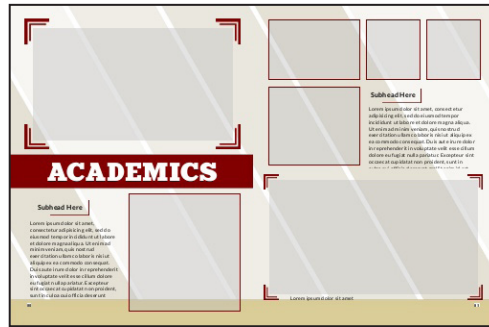 ACADEMICS
Subhead Here
Lorem ipsum dolor sit amet,
consectetur adipisicing elit, sed do
eiusmod tempor incididunt ut labore
et dolore magna aliqua. Ut enim ad
minim veniam, quis nostrud
exercitation ullamco laboris nisi ut
aliquip ex ea commodo consequat.
Duis aute irure dolor in reprehenderit
in voluptate velit esse cillum dolore
eu fugiat nulla pariatur. Excepteur
sint occaecat cupidatat non proident,
sunt in culpa qui officia deserunt
Subhead Here
Lorem ipsum dolor sit amet, consectetur
adipisicing elit, sed do eiusmod tempor
incididunt ut labore et dolore magna aliqua.
Ut enim ad minim veniam, quis nostrud
exercitation ullamco laboris nisi ut aliquip ex
ea commodo consequat. Duis aute irure dolor
in reprehenderit in voluptate velit esse cillum
dolore eu fugiat nulla pariatur. Excepteur sint
occaecat cupidatat non proident, sunt in
Lorem ipsum dolor sit amet